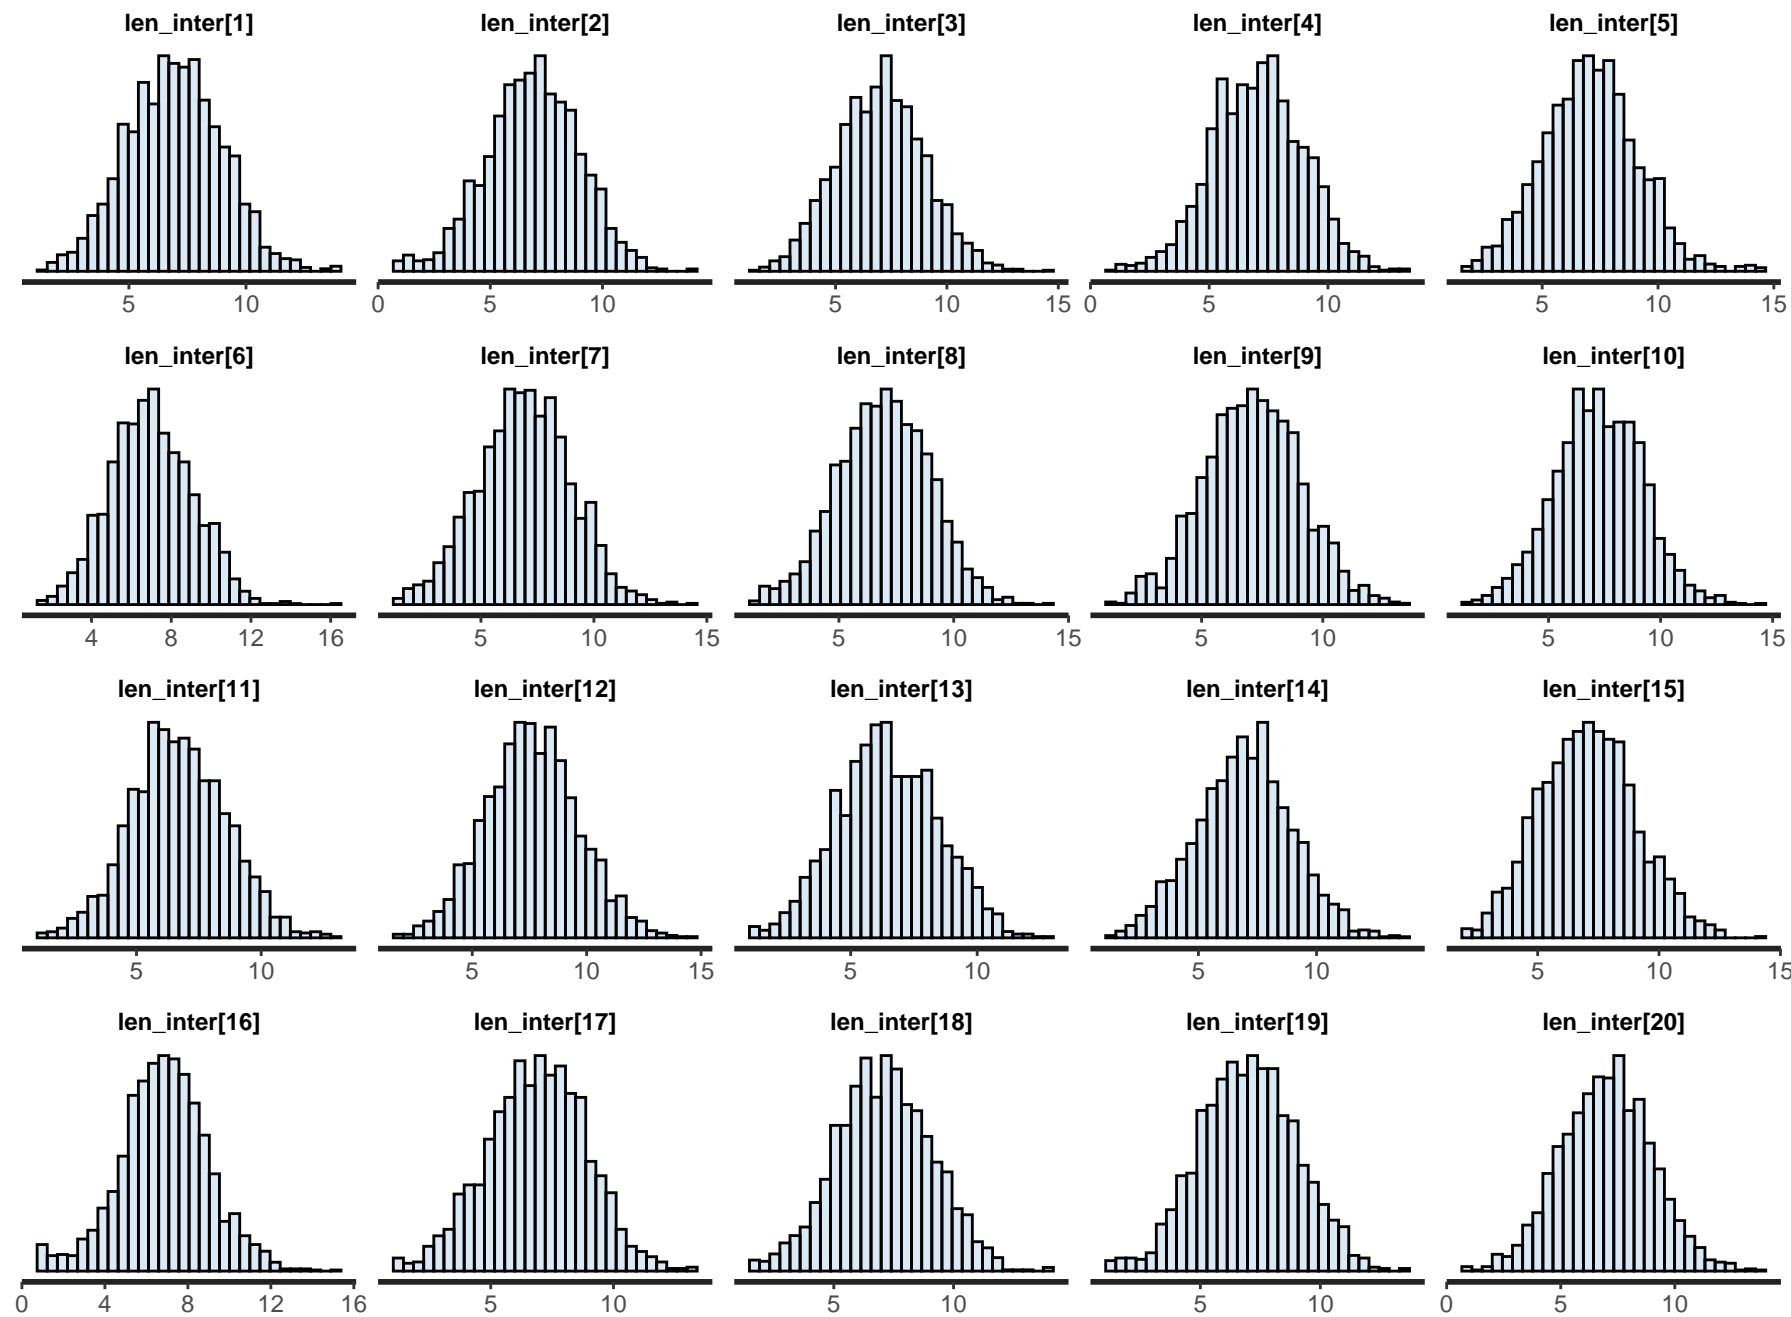 len_inter[1] len_inter[2] len_inter[3] len_inter[4] len_inter[5]
5 10 0 5 10 5 10 15 0 5 10 5 10 15
len_inter[6] len_inter[7] len_inter[8] len_inter[9] len_inter[10]
4 8 12 16 5 10 15 5 10 15 5 10 5 10 15
len_inter[11] len_inter[12] len_inter[13] len_inter[14] len_inter[15]
5 10 5 10 15 5 10 5 10 5 10 15
len_inter[16] len_inter[17] len_inter[18] len_inter[19] len_inter[20]
0 4 8 12 16 5 10 5 10 5 10 0 5 10